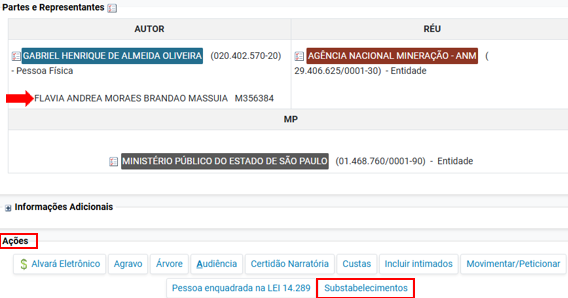 Partes e Representantes
AUTOR
RÉU
GABRIEL HENRIQUE DE ALMEIDA OLIVEIRA (020.402.570-20)
- Pessoa Física
AGÊNCIA NACIONAL MINERAÇÃO - ANM (
29.406.625/0001-30) - Entidade
FLAVIA ANDREA MORAES BRANDAO MASSUIA M356384
MP
MINISTÉRIO PÚBLICO DO ESTADO DE SÃO PAULO (01.468.760/0001-90) - Entidade
Informações Adicionais
Ações
Alvará Eletrônico Agravo Árvore Audiência Certidão Narratória Custas Incluir intimados Movimentar/Peticionar
Pessoa enquadrada na LEI 14.289 Substabelecimentos